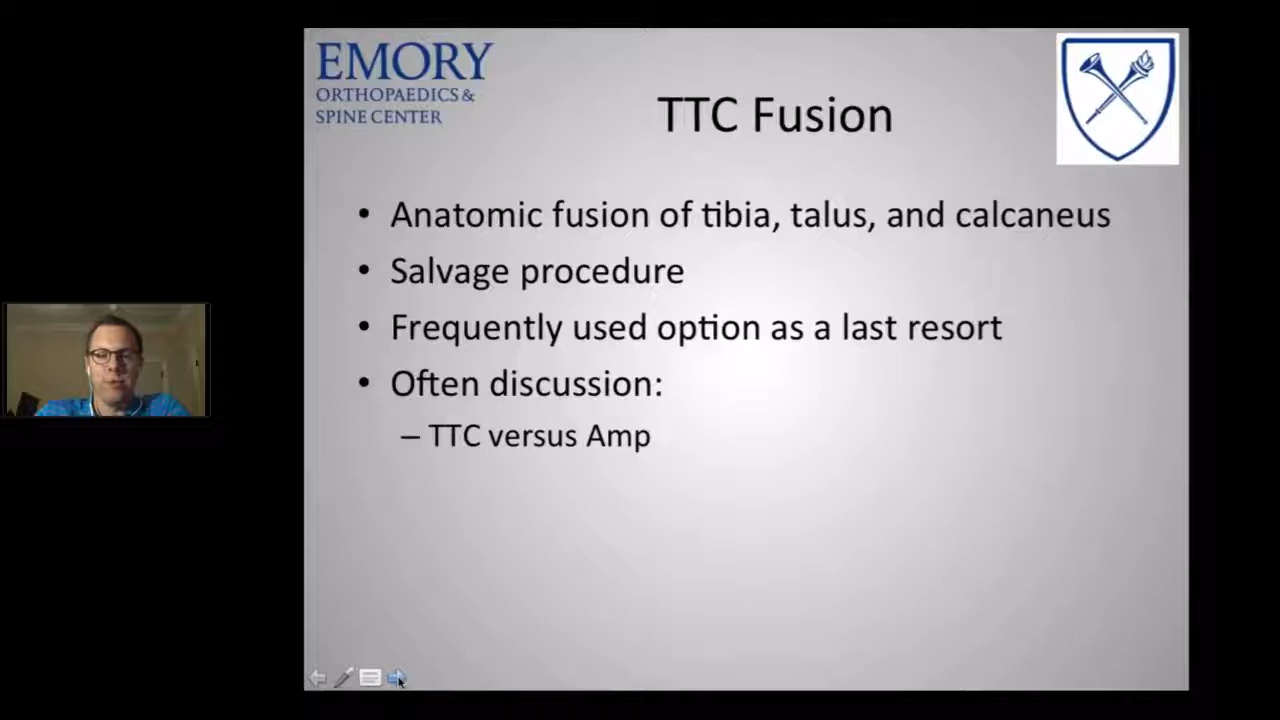 EMORY
ORTHOPAEDICS &
SPINE CENTER
TTC Fusion
• Anatomic fusion of tibia, talus, and calcaneus
• Salvage procedure
• Frequently used option as a last resort
• Often discussion:
– TTC versus Amp